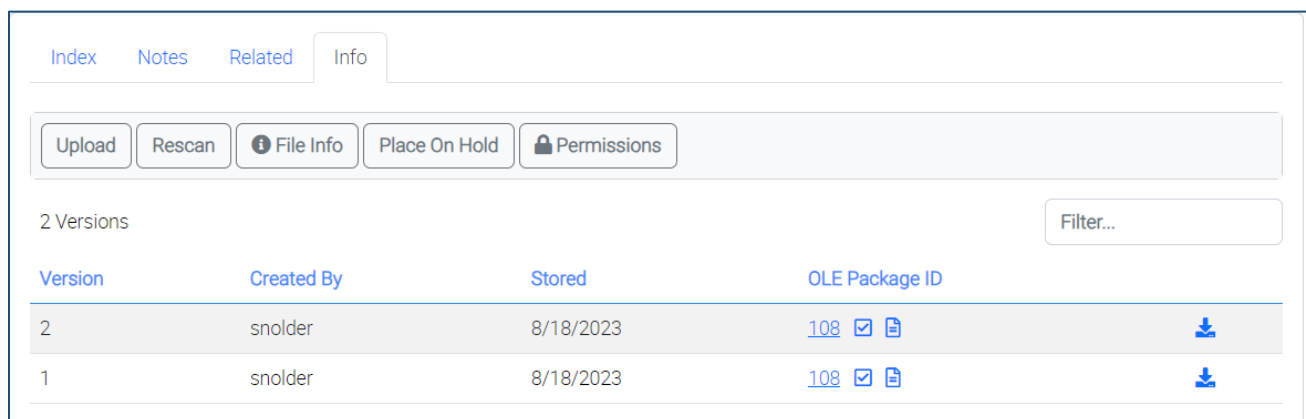 Index Notes Related Info
Upload Rescan File Info Place On Hold Permissions
2 Versions Filter...
Version Created By Stored OLE Package ID
2 snolder 8/18/2023 108
1 snolder 8/18/2023 108